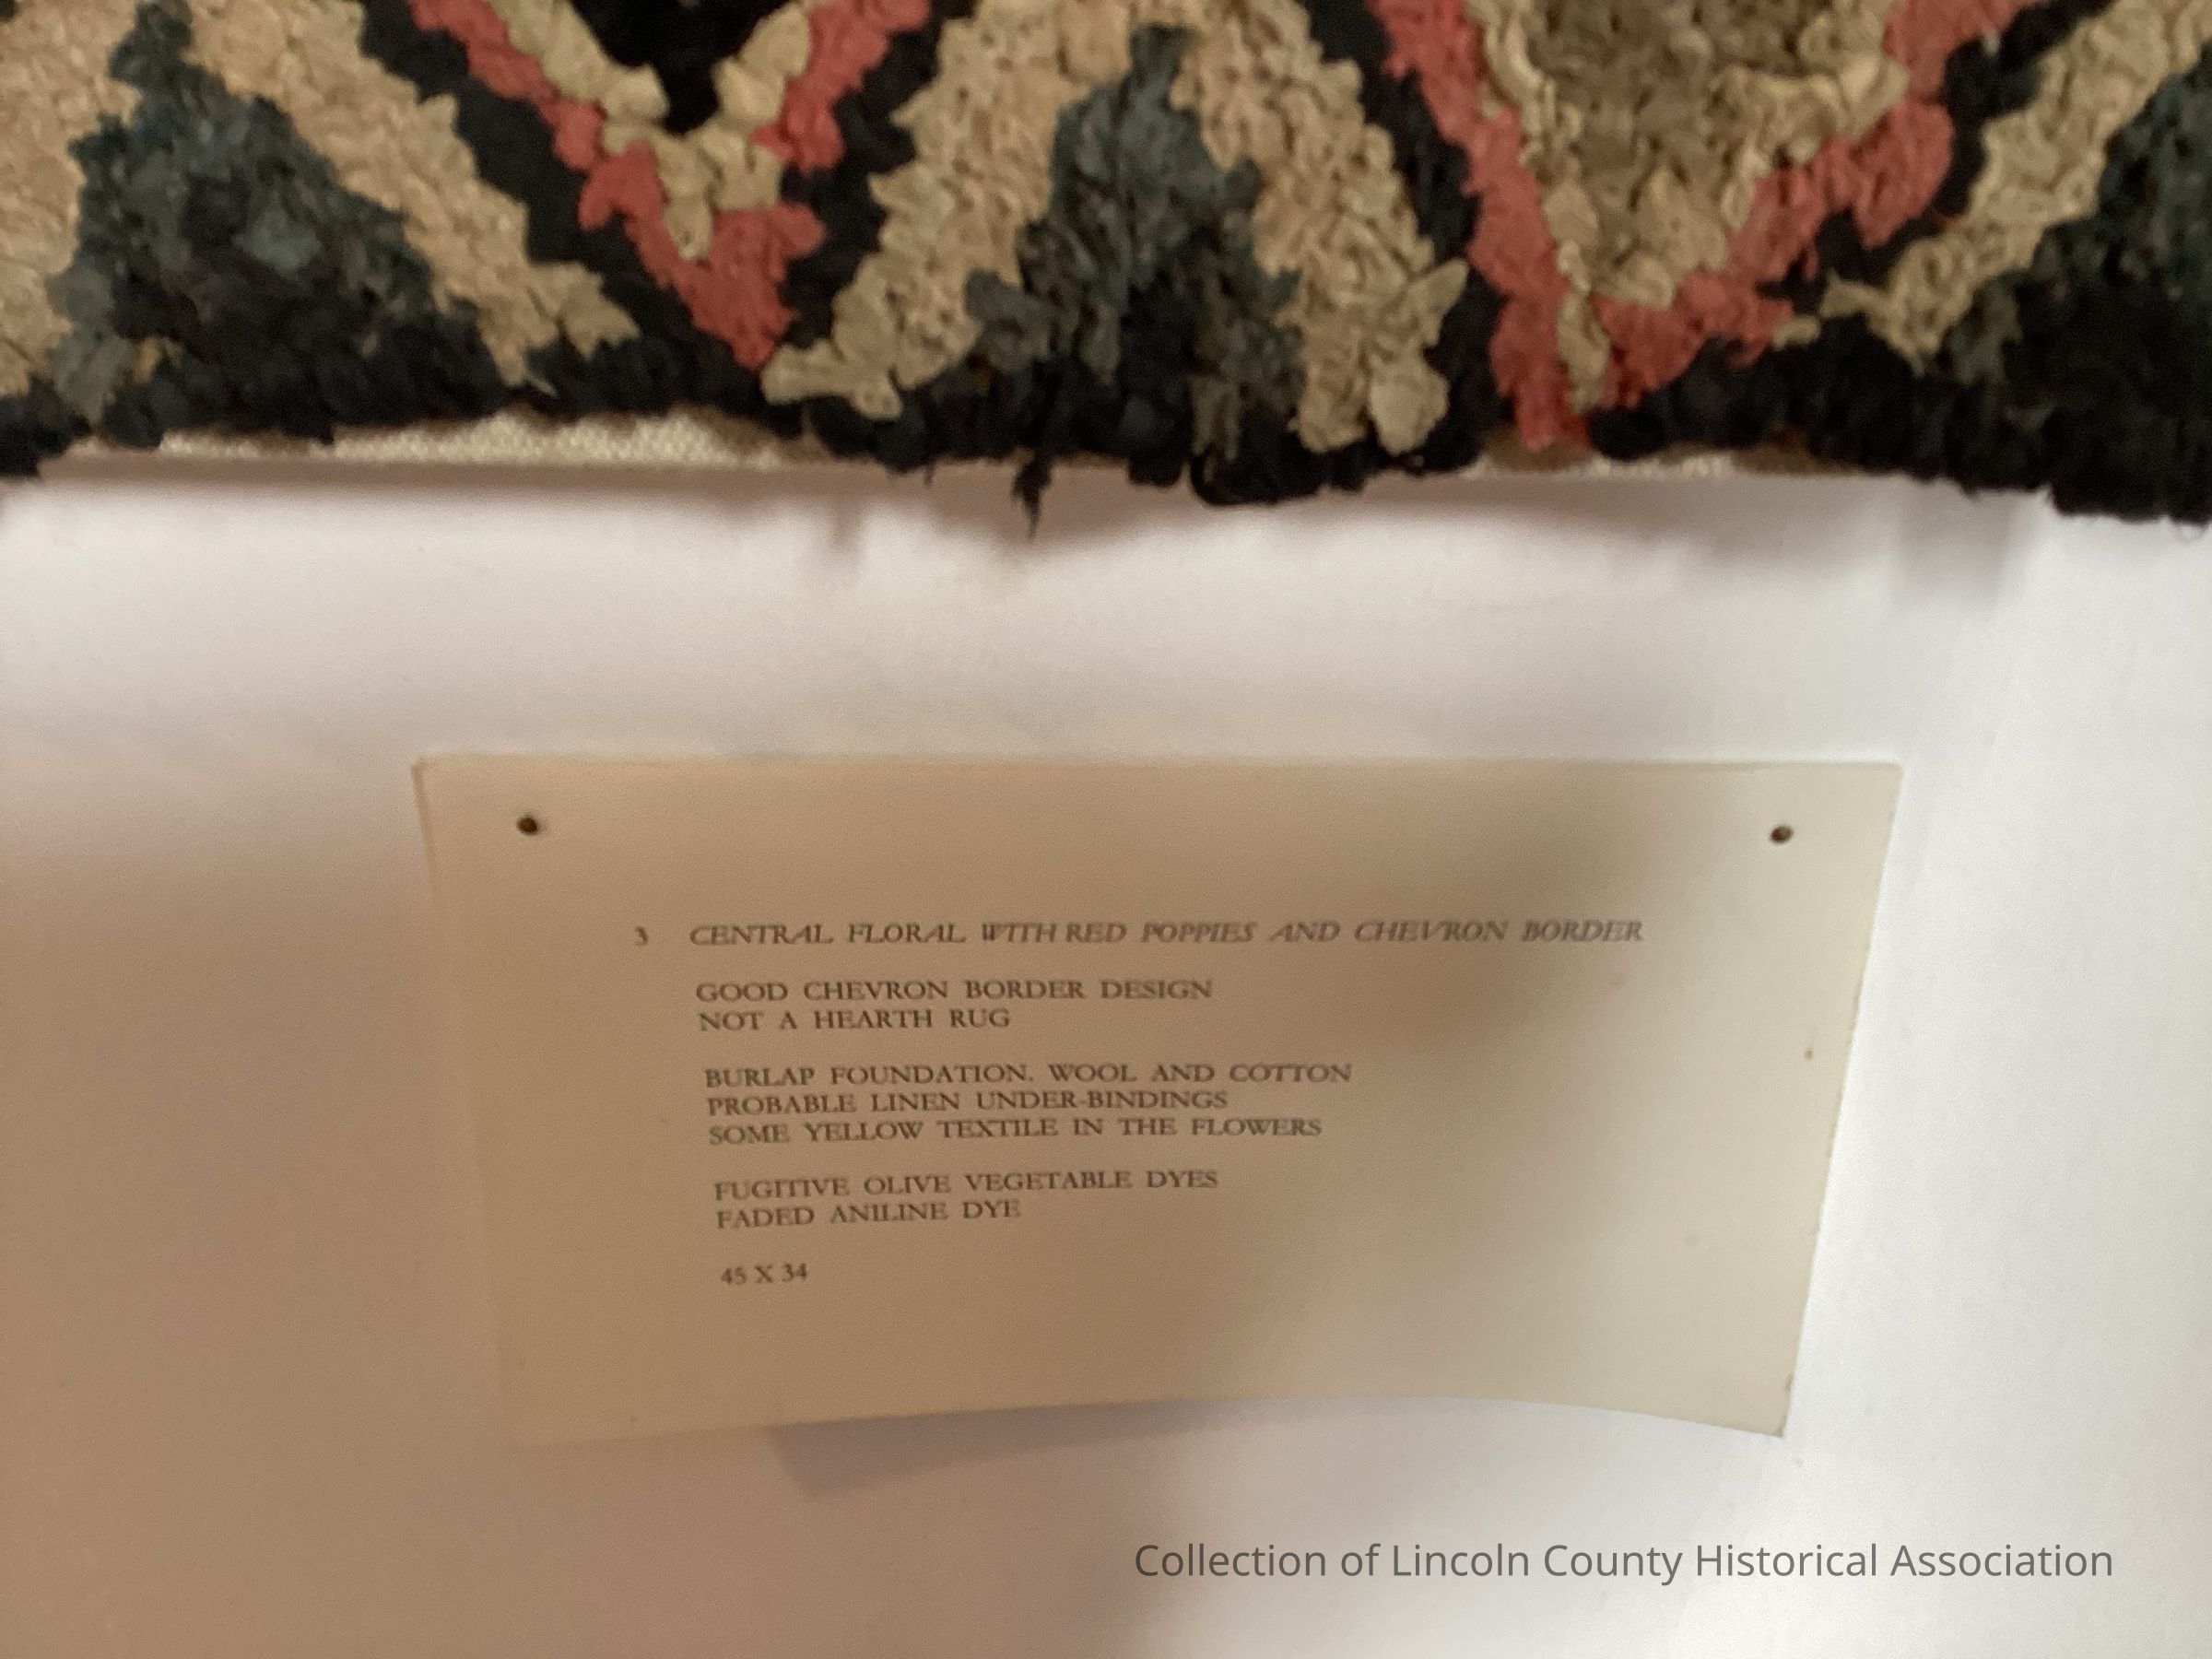 3 CENTRAL FLORAL WITH RED POPPIES AND CHEVRON BORDER
GOOD CHEVRON BORDER DESIGN
NOT A HEARTH RUG
BURLAP FOUNDATION. WOOL AND COTTON
PROBABLE LINEN UNDER-BINDINGS
SOME YELLOW TEXTILE IN THE FLOWERS
FUGITIVE OLIVE VEGETABLE DYES
FADED ANILINE DYE
45 X 34
Collection of Lincoln County Historical Association